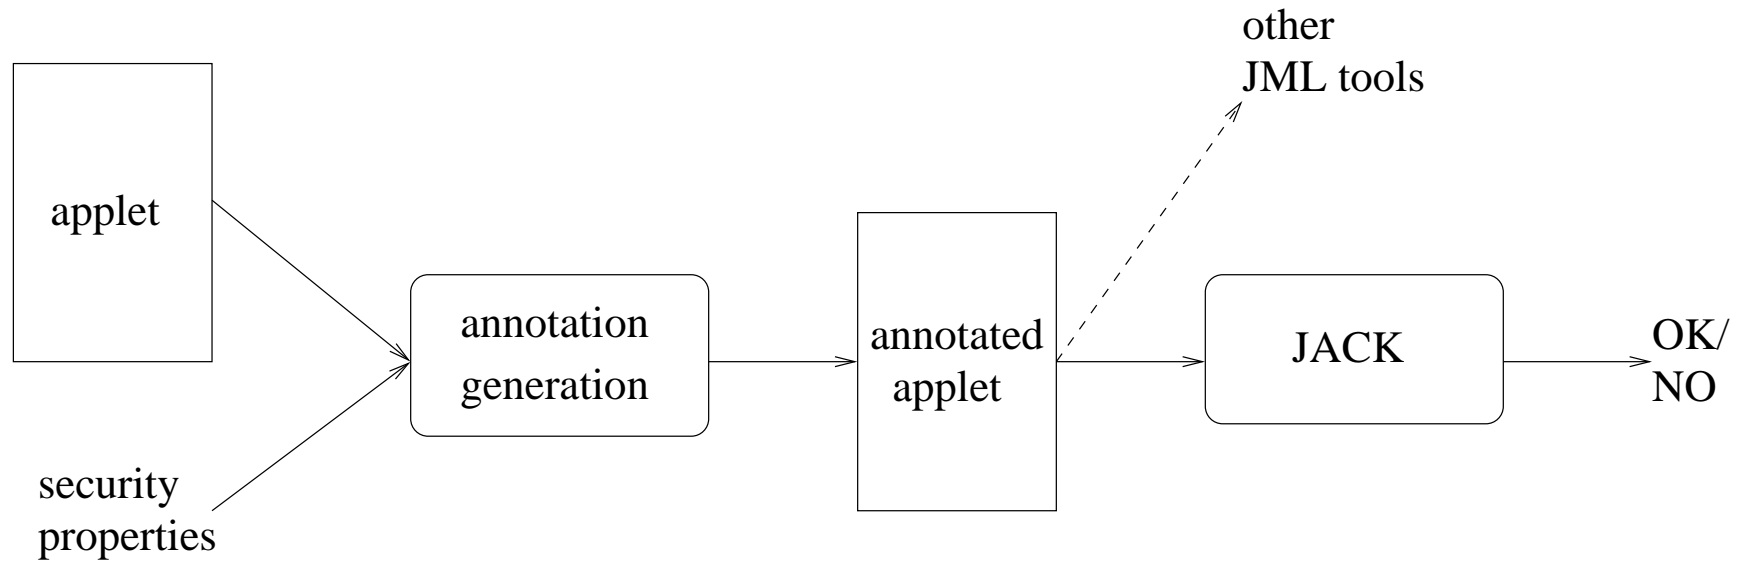 other
JML tools
applet
annotation
generation
annotated
applet
JACK
OK/
NO
security
properties